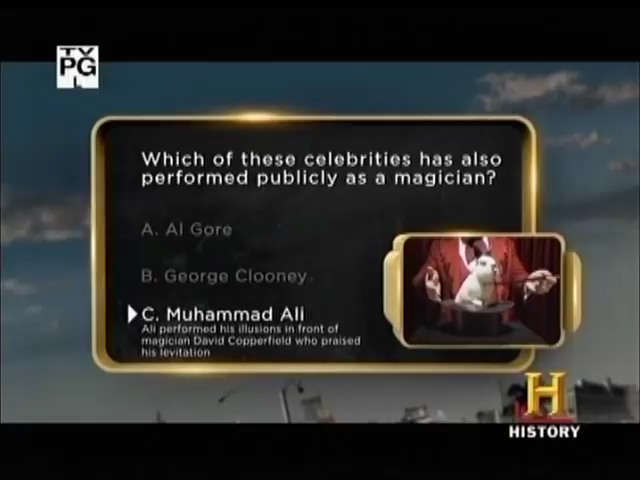 TV
PG
L
Which of these celebrities has also
performed publicly as a magician?
A. Al Gore
B. George Clooney
C. Muhammad Ali
Ali performed his illusions in front of
magician David Copperfield who praised
his levitation
H
HISTORY